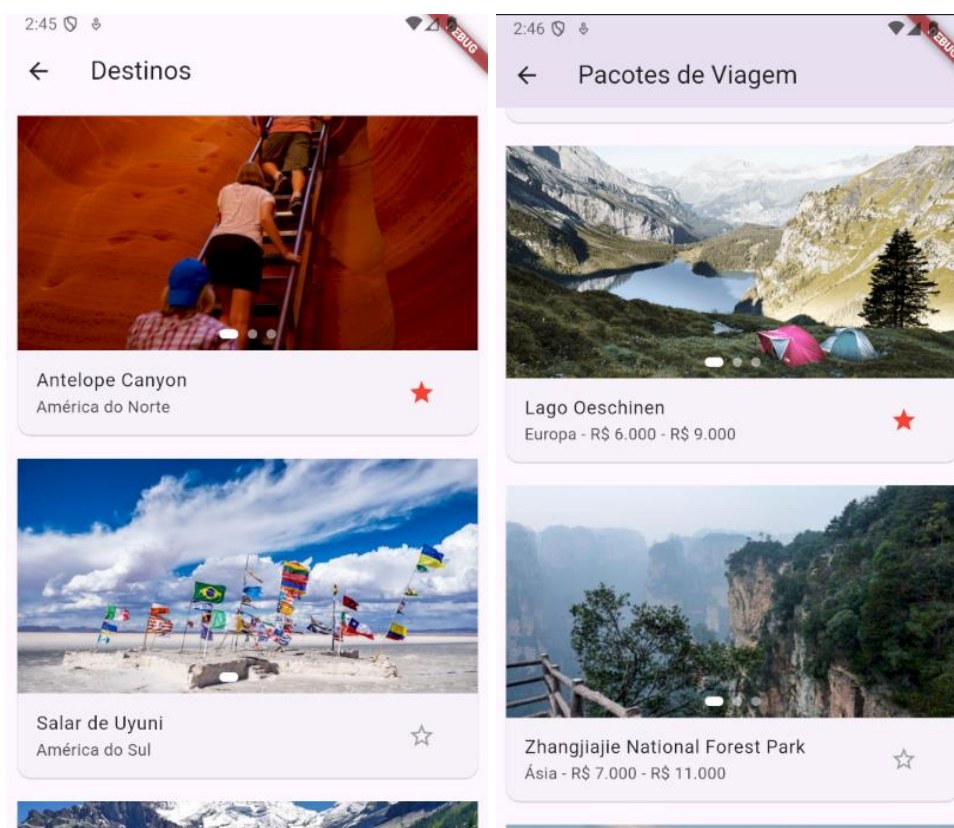 2:45
Destinos
Antelope Canyon
América do Norte
Salar de Uyuni
América do Sul
2:46
Pacotes de Viagem
Lago Oeschinen
Europa - R$ 6.000 - R$ 9.000
Zhangjiajie National Forest Park
Ásia - R$ 7.000 - R$ 11.000